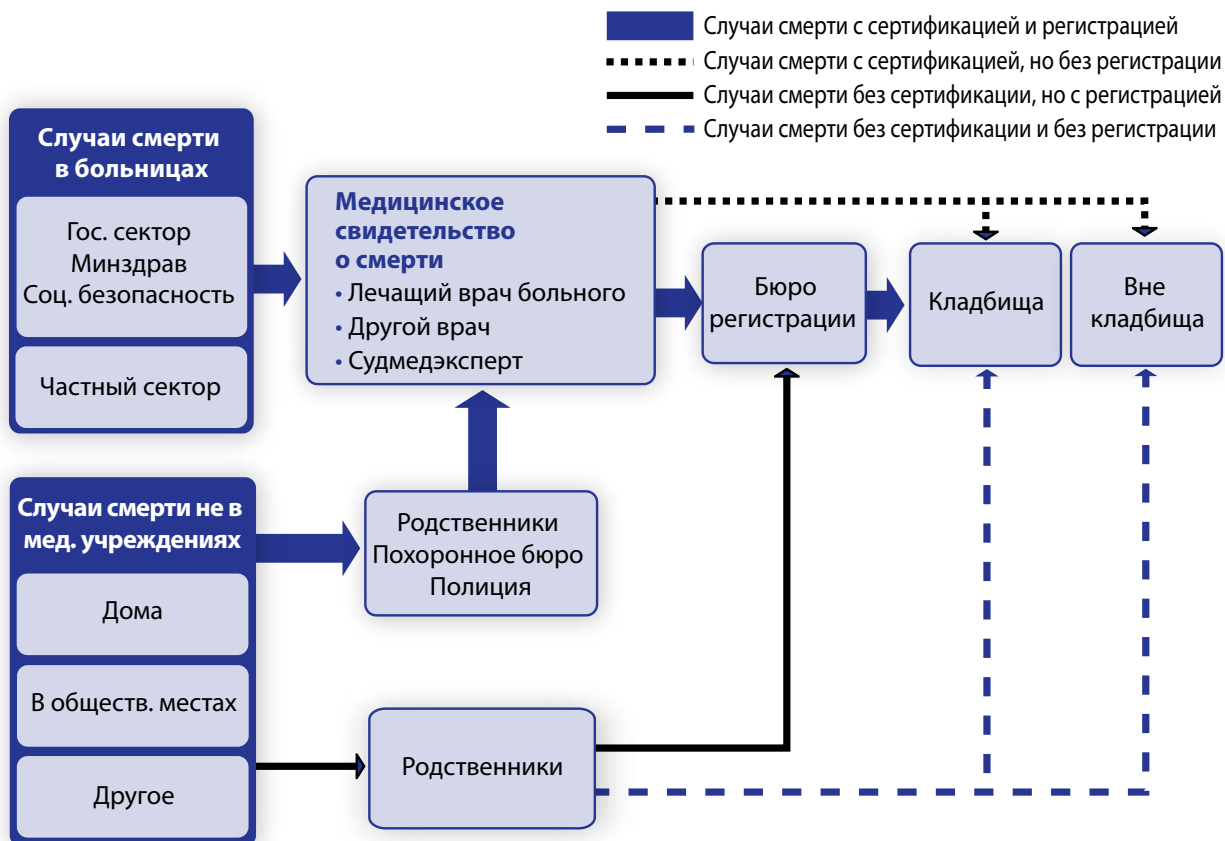 Случаи смерти с сертификацией и регистрацией
Случаи смерти с сертификацией, но без регистрации
Случаи смерти без сертификации, но с регистрацией
Случаи смерти без сертификации и без регистрации
Случаи смерти
в больницах
Гос. сектор
Минздрав
Соц. безопасность
Частный сектор
Медицинское
свидетельство
о смерти
• Лечащий врач больного
• Другой врач
• Судмедэксперт
Бюро
регистрации
Кладбища
Вне
кладбища
Случаи смерти не в
мед. учреждениях
Дома
В обществ. местах
Другое
Родственники
Похоронное бюро
Полиция
Родственники